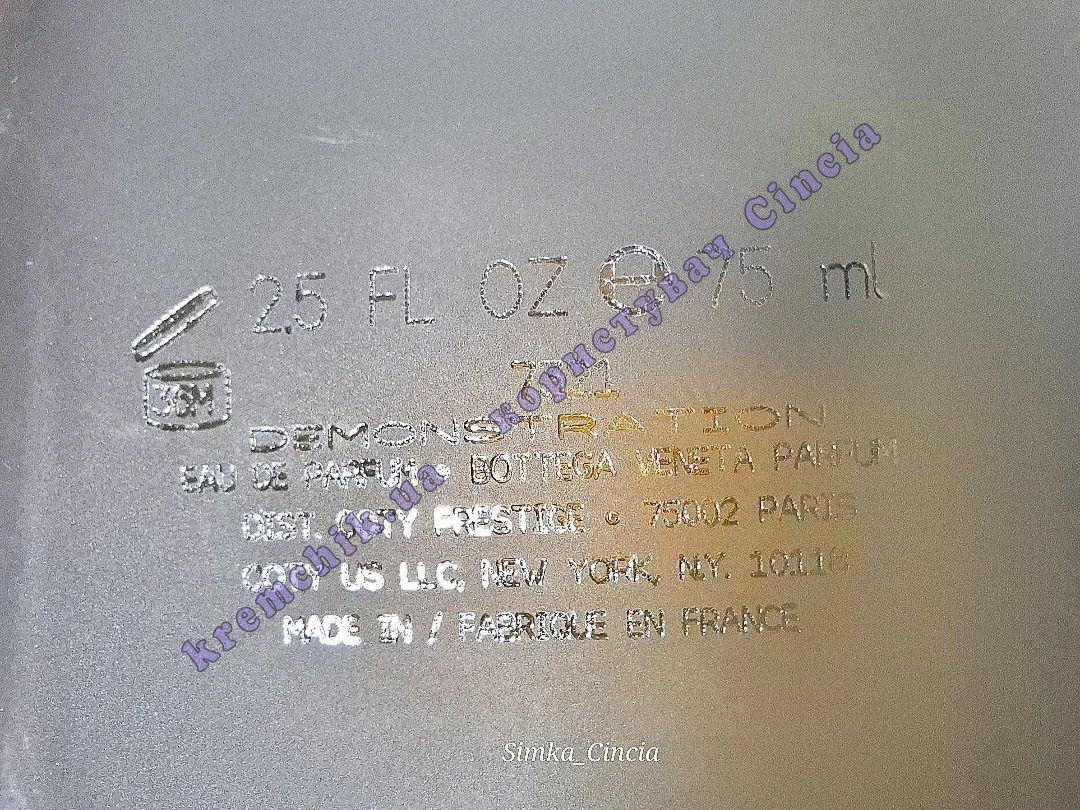 2.5 FL OZ ℮ 75 ml
36M
DEMONSTRATION
EAU DE PARFUM • BOTTEGA VENETA PARFUM
DIST. COTY PRESTIGE • 75002 PARIS
COTY US LLC, NEW YORK, N.Y. 10118
MADE IN / FABRIQUE EN FRANCE
kremchik.ua користувач Cincia
Simka_Cincia